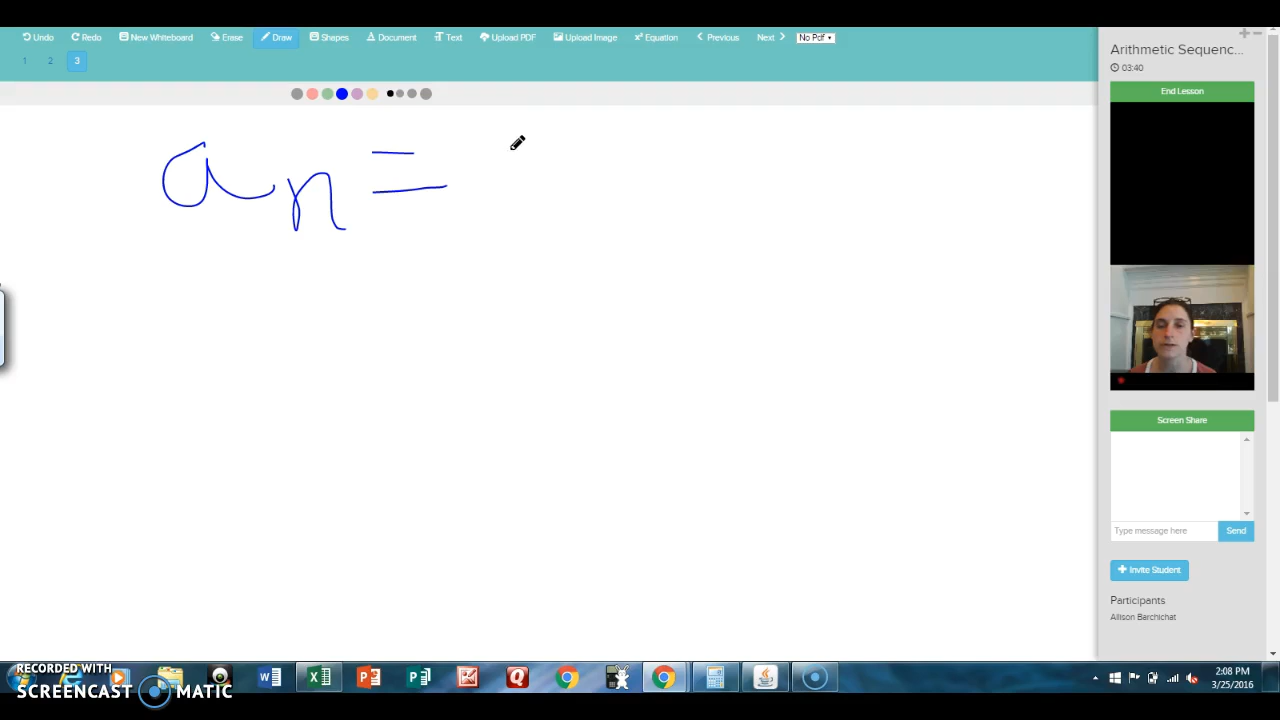 Undo Redo New Whiteboard Erase Draw Shapes Document Text Upload PDF Upload Image Equation Previous Next No Pdf
1 2 3
Arithmetic Sequenc...
03:40
End Lesson
a_n =
Screen Share
Type message here Send
Invite Student
Participants
Allison Barchichat
RECORDED WITH
SCREENCAST MATIC
2:08 PM
3/25/2016